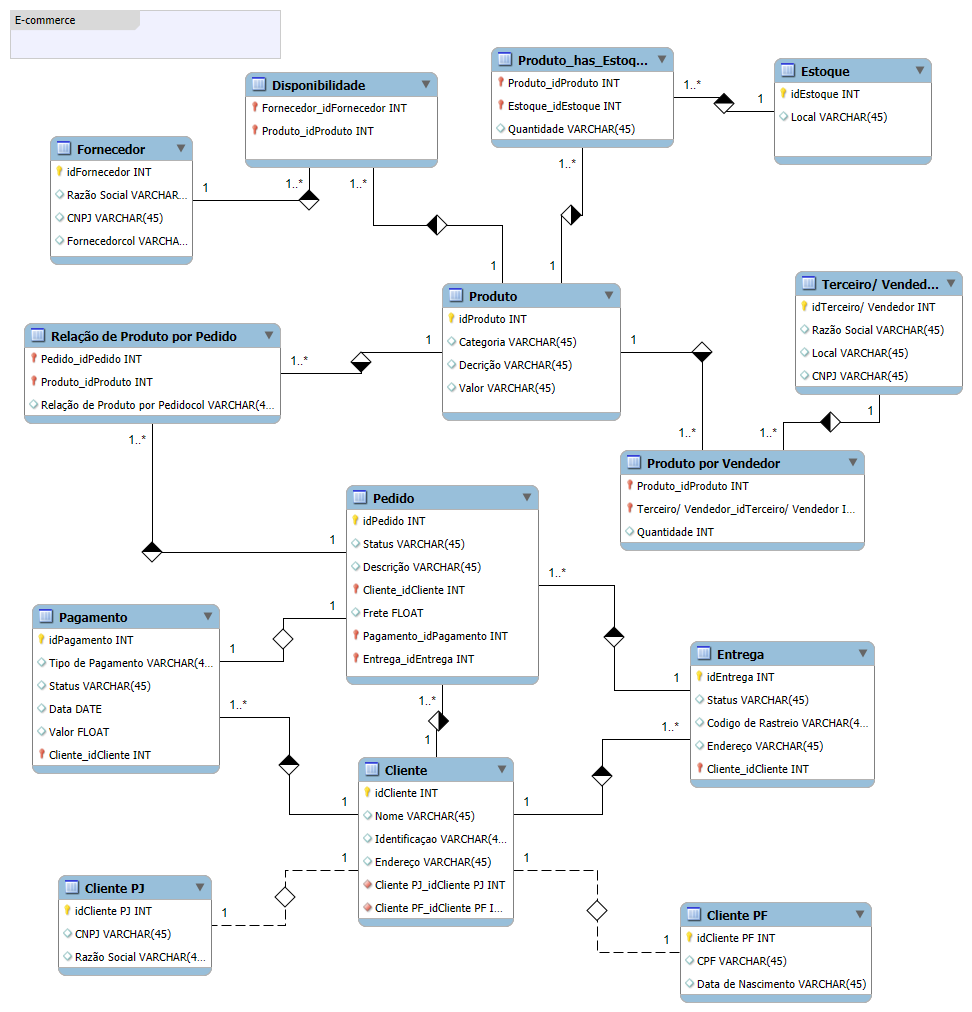 E-commerce
Produto_has_Estoq...
Produto_idProduto INT
Estoque_idEstoque INT
Quantidade VARCHAR(45)
1..*
1
1..*
1
Estoque
idEstoque INT
Local VARCHAR(45)
Disponibilidade
Fornecedor_idFornecedor INT
Produto_idProduto INT
1..*
1..*
1
1
Fornecedor
idFornecedor INT
Razão Social VARCHAR...
CNPJ VARCHAR(45)
Fornecedorcol VARCHA...
Produto
idProduto INT
Categoria VARCHAR(45)
Decrição VARCHAR(45)
Valor VARCHAR(45)
1
1..*
1
1..*
Terceiro/ Vended...
idTerceiro/ Vendedor INT
Razão Social VARCHAR(45)
Local VARCHAR(45)
CNPJ VARCHAR(45)
1
1..*
Relação de Produto por Pedido
Pedido_idPedido INT
Produto_idProduto INT
Relação de Produto por Pedidocol VARCHAR(4...
1..*
1
Produto por Vendedor
Produto_idProduto INT
Terceiro/ Vendedor_idTerceiro/ Vendedor I...
Quantidade INT
Pedido
idPedido INT
Status VARCHAR(45)
Descrição VARCHAR(45)
Cliente_idCliente INT
Frete FLOAT
Pagamento_idPagamento INT
Entrega_idEntrega INT
1..*
1
1
1
1..*
1
Pagamento
idPagamento INT
Tipo de Pagamento VARCHAR(4...
Status VARCHAR(45)
Data DATE
Valor FLOAT
Cliente_idCliente INT
1..*
1
Entrega
idEntrega INT
Status VARCHAR(45)
Codigo de Rastreio VARCHAR(4...
Endereço VARCHAR(45)
Cliente_idCliente INT
1..*
1
Cliente
idCliente INT
Nome VARCHAR(45)
Identificaçao VARCHAR(4...
Endereço VARCHAR(45)
Cliente PJ_idCliente PJ INT
Cliente PF_idCliente PF I...
1
1
1
1
Cliente PJ
idCliente PJ INT
CNPJ VARCHAR(45)
Razão Social VARCHAR(4...
Cliente PF
idCliente PF INT
CPF VARCHAR(45)
Data de Nascimento VARCHAR(45)